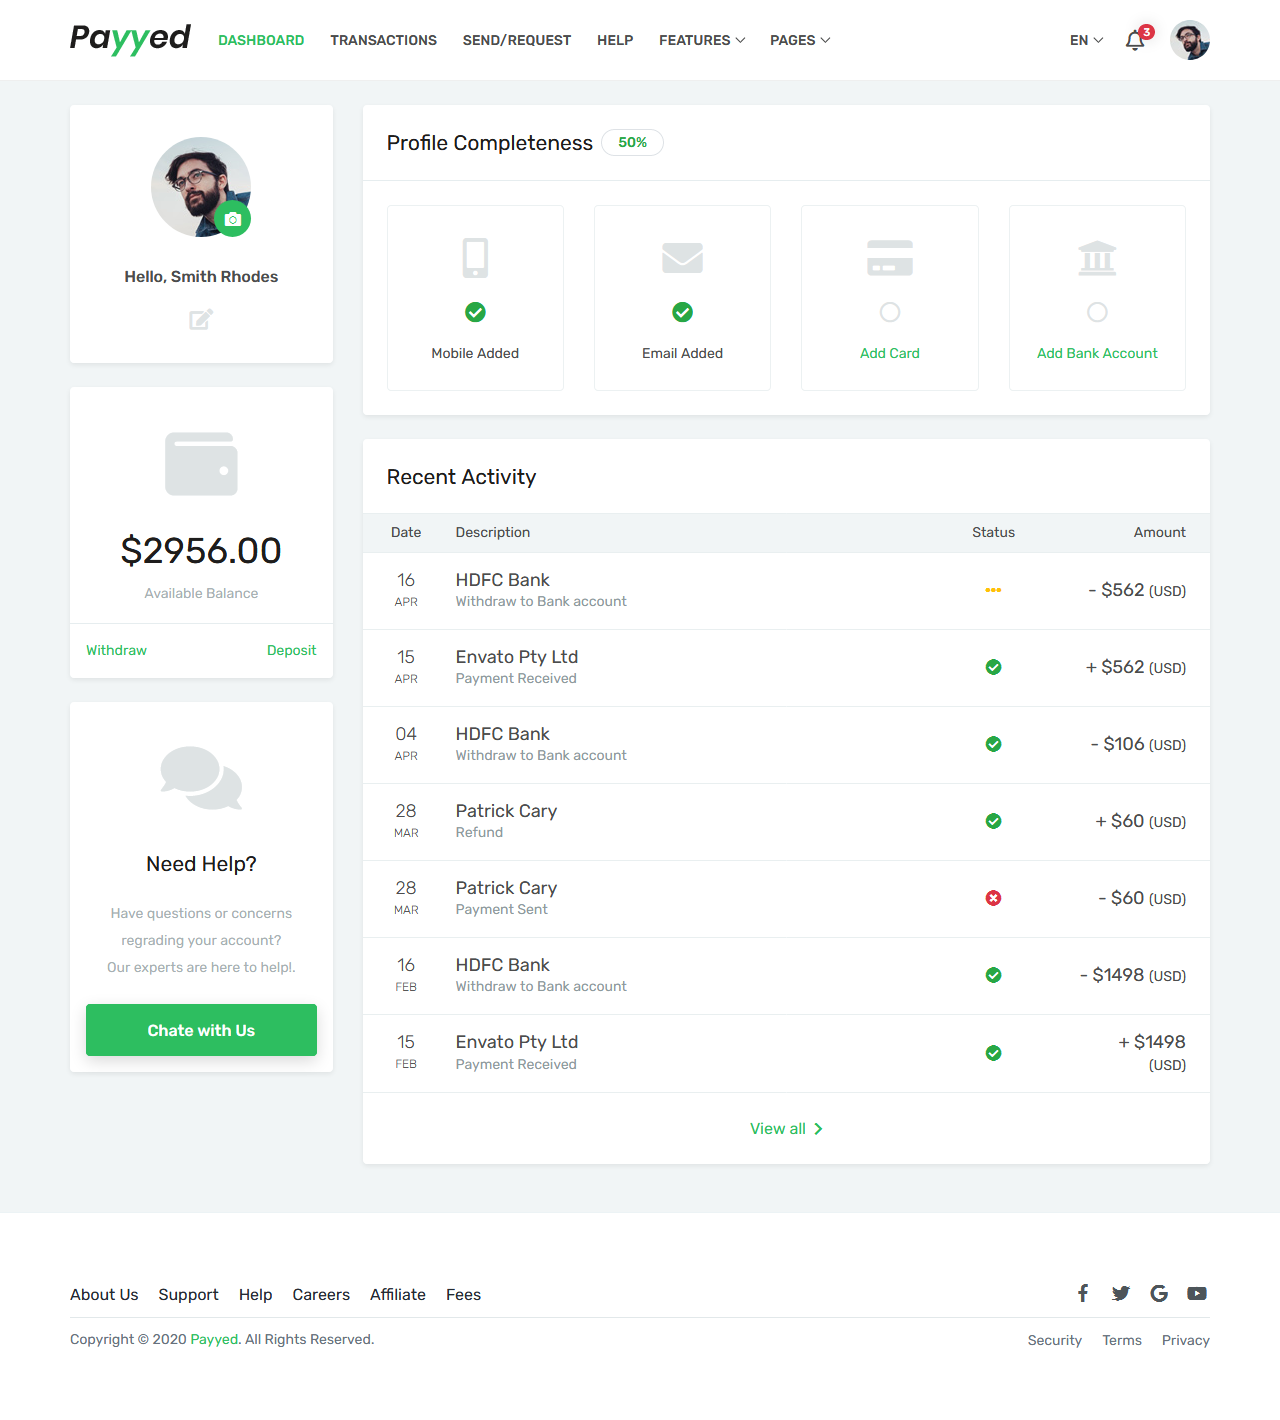 Payyed DASHBOARD TRANSACTIONS SEND/REQUEST HELP FEATURES PAGES EN 3
Hello, Smith Rhodes
$2956.00
Available Balance
Withdraw Deposit
Need Help?
Have questions or concerns
regrading your account?
Our experts are here to help!.
Chate with Us
Profile Completeness 50%
Mobile Added Email Added Add Card Add Bank Account
Recent Activity
Date Description Status Amount
16 HDFC Bank - $562 (USD)
APR Withdraw to Bank account
15 Envato Pty Ltd + $562 (USD)
APR Payment Received
04 HDFC Bank - $106 (USD)
APR Withdraw to Bank account
28 Patrick Cary + $60 (USD)
MAR Refund
28 Patrick Cary - $60 (USD)
MAR Payment Sent
16 HDFC Bank - $1498 (USD)
FEB Withdraw to Bank account
15 Envato Pty Ltd + $1498
FEB Payment Received (USD)
View all
About Us Support Help Careers Affiliate Fees
Copyright © 2020 Payyed. All Rights Reserved. Security Terms Privacy